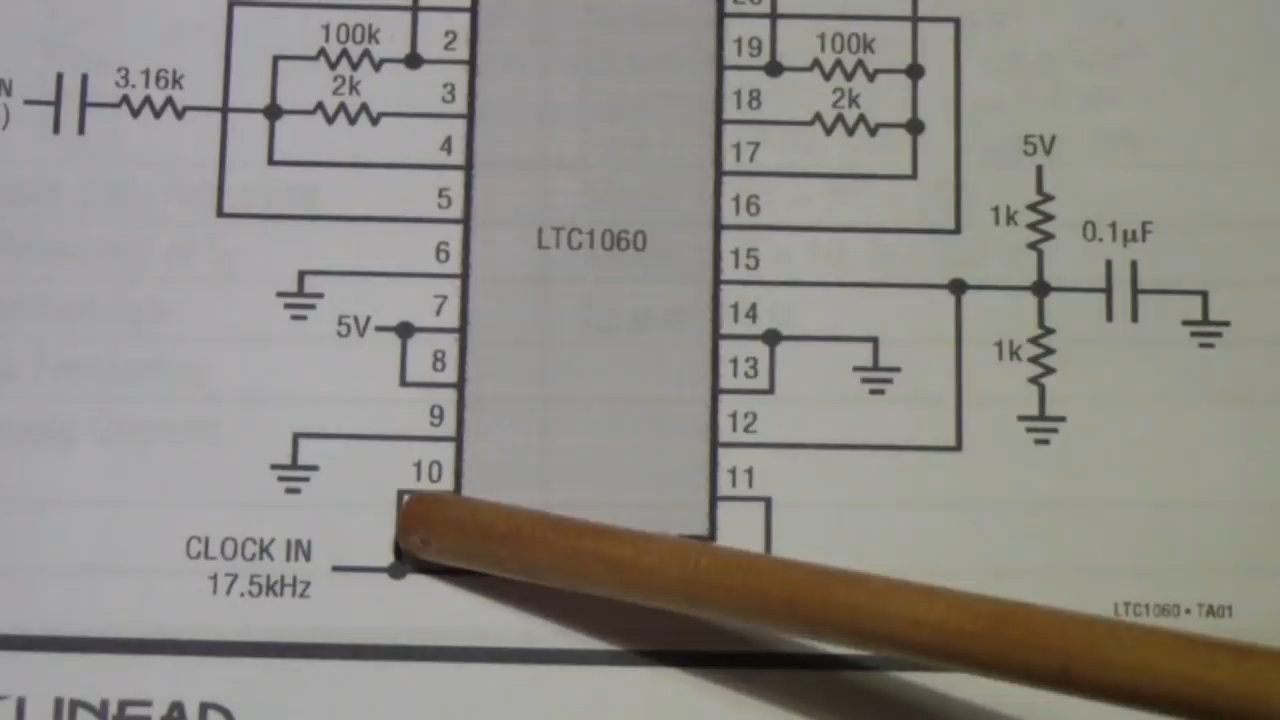 100k
2
3.16k
2k
3
4
5
6
5V
7
8
9
10
CLOCK IN
17.5kHz
LTC1060
19
100k
18
2k
17
16
15
14
13
12
11
5V
1k
0.1µF
1k
LTC1060 • TA01